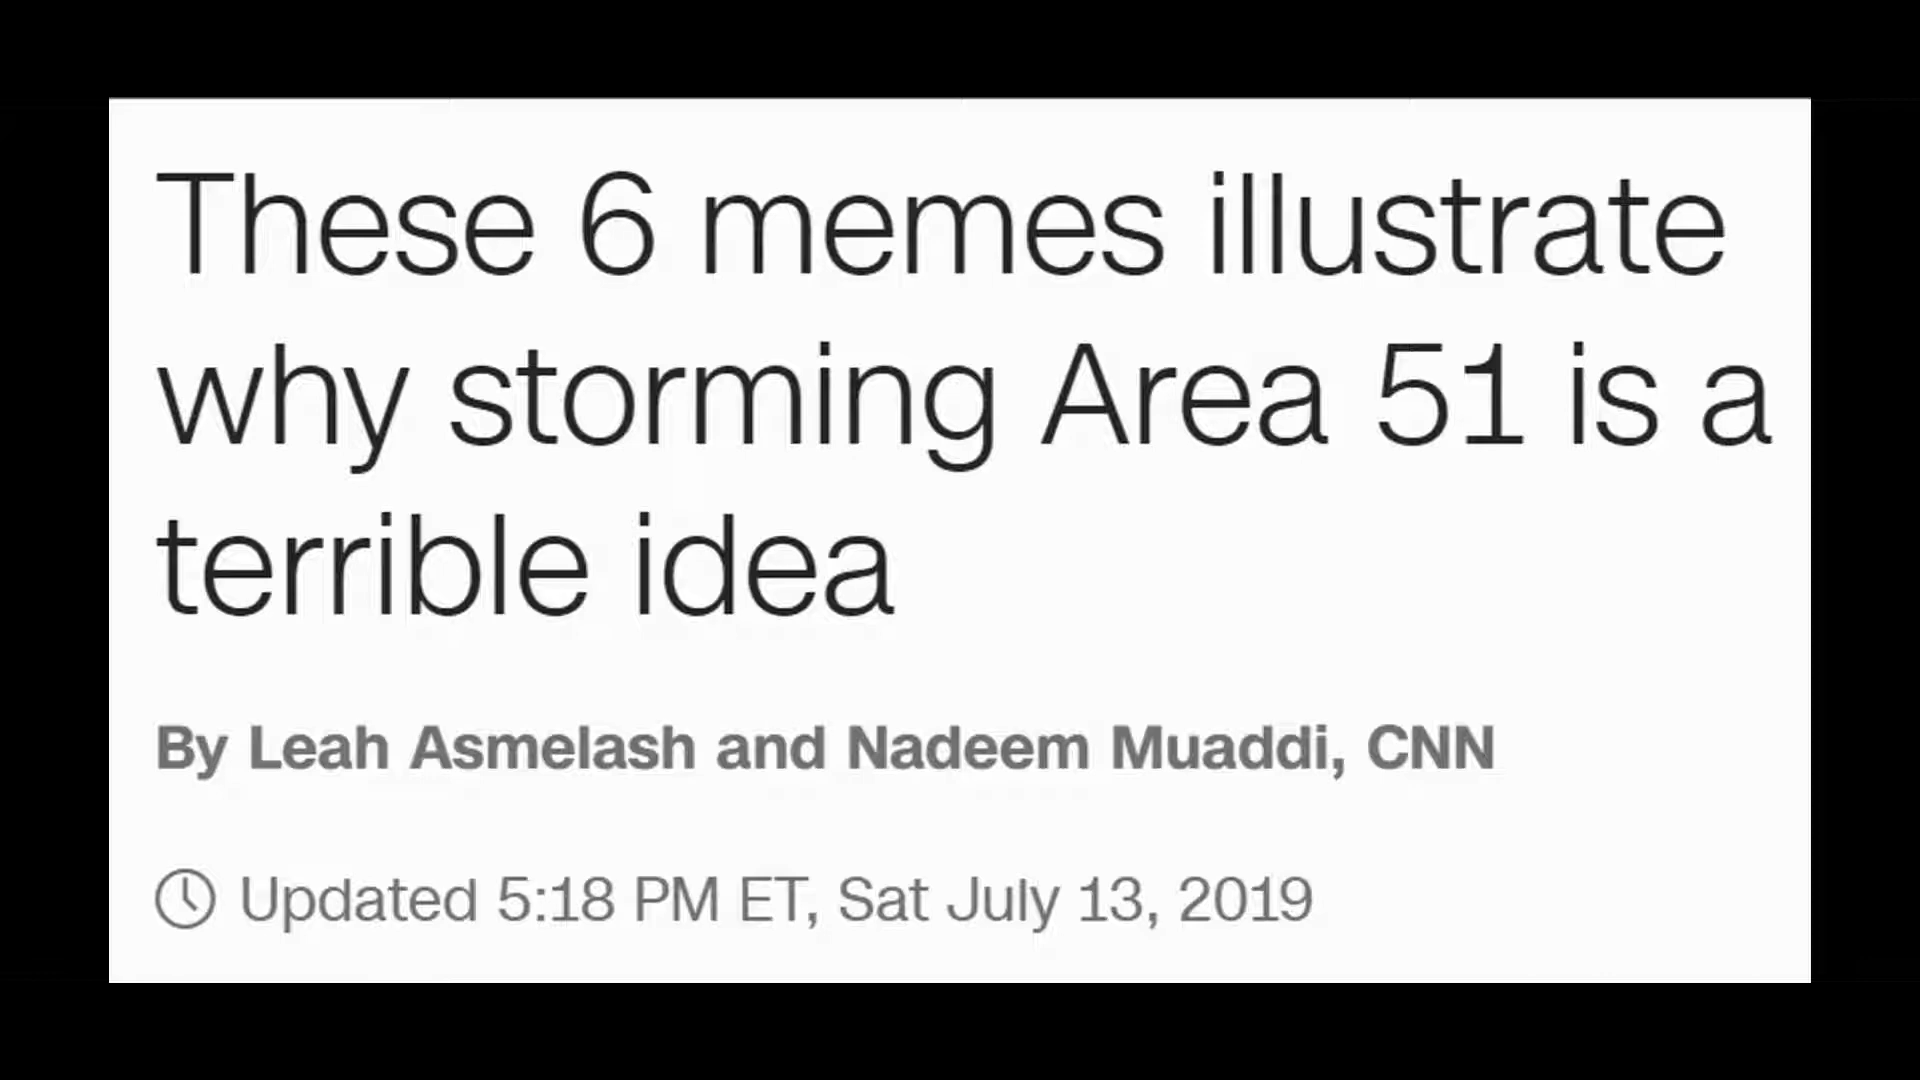 These 6 memes illustrate
why storming Area 51 is a
terrible idea
By Leah Asmelash and Nadeem Muaddi, CNN
Updated 5:18 PM ET, Sat July 13, 2019